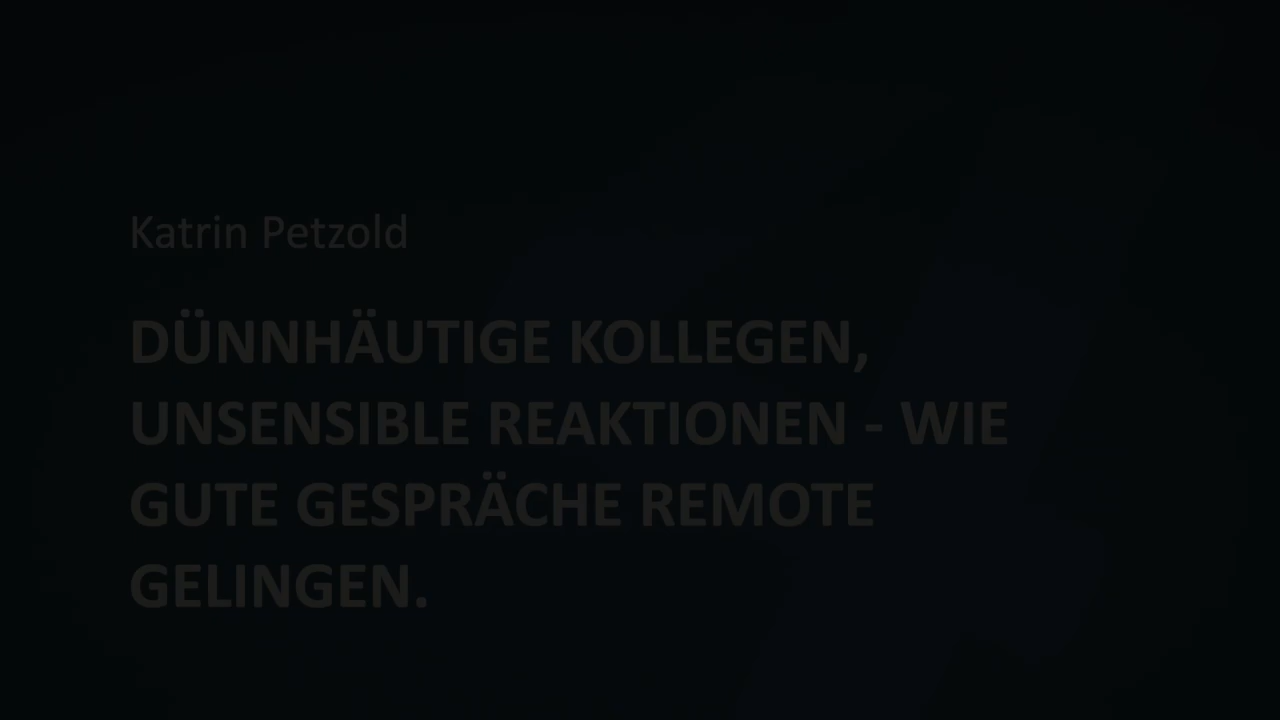 Katrin Petzold
DÜNNHÄUTIGE KOLLEGEN,
UNSENSIBLE REAKTIONEN - WIE
GUTE GESPRÄCHE REMOTE
GELINGEN.